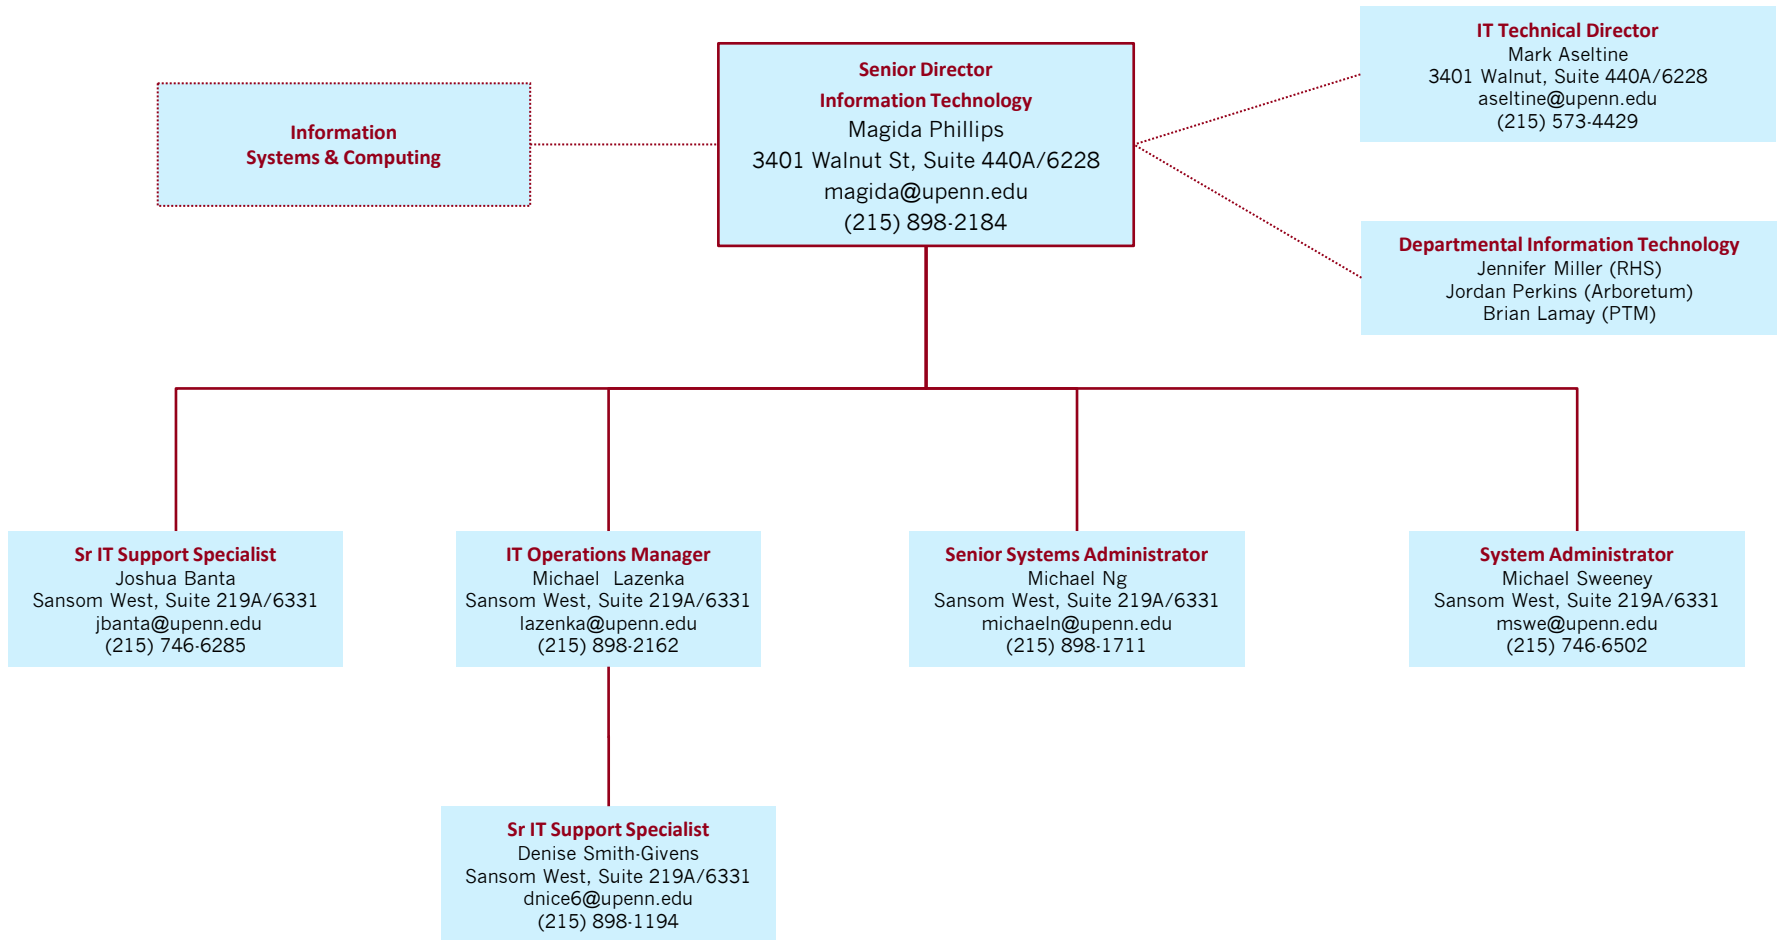 IT Technical Director
Mark Aseltine
3401 Walnut, Suite 440A/6228
aseltine@upenn.edu
(215) 573-4429
Senior Director
Information Technology
Magida Phillips
3401 Walnut St, Suite 440A/6228
magida@upenn.edu
(215) 898-2184
Information
Systems & Computing
Departmental Information Technology
Jennifer Miller (RHS)
Jordan Perkins (Arboretum)
Brian Lamay (PTM)
Sr IT Support Specialist
Joshua Banta
Sansom West, Suite 219A/6331
jbanta@upenn.edu
(215) 746-6285
IT Operations Manager
Michael Lazenka
Sansom West, Suite 219A/6331
lazenka@upenn.edu
(215) 898-2162
Senior Systems Administrator
Michael Ng
Sansom West, Suite 219A/6331
michaeln@upenn.edu
(215) 898-1711
System Administrator
Michael Sweeney
Sansom West, Suite 219A/6331
mswe@upenn.edu
(215) 746-6502
Sr IT Support Specialist
Denise Smith-Givens
Sansom West, Suite 219A/6331
dnice6@upenn.edu
(215) 898-1194